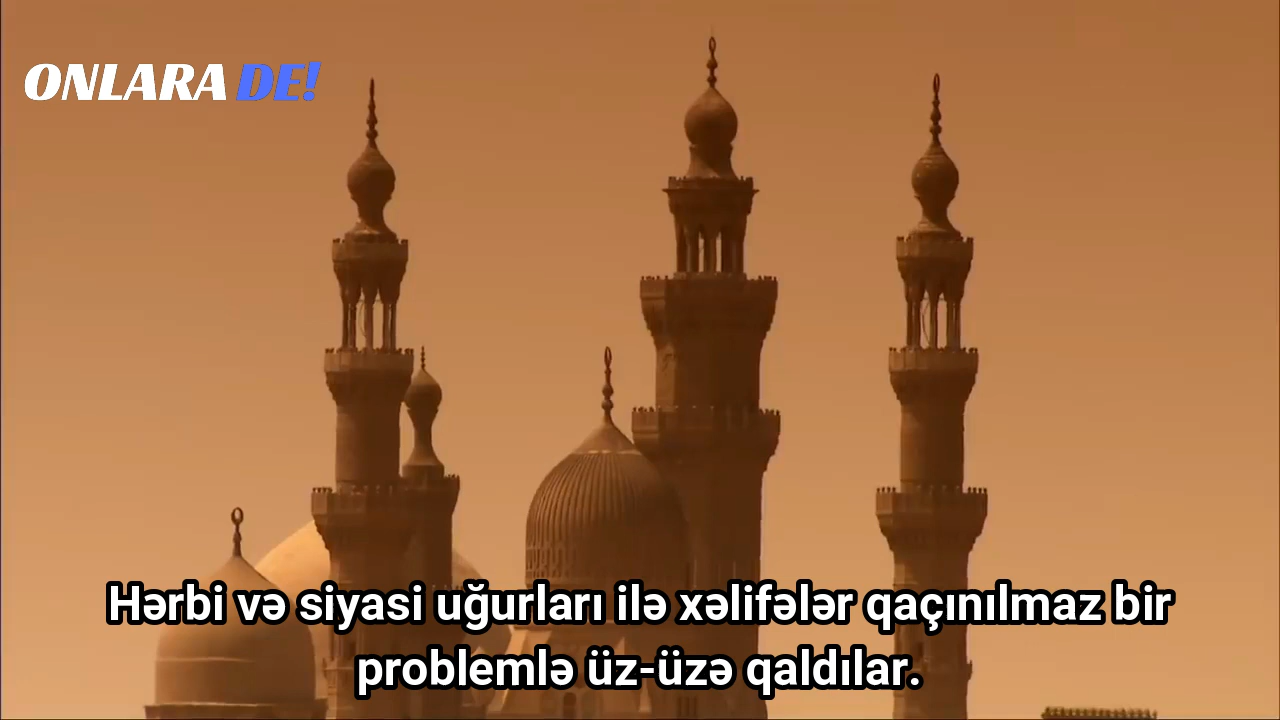 ONLARA DE!
Hərbi və siyasi uğurları ilə xəlifələr qaçınılmaz bir
problemlə üz-üzə qaldılar.